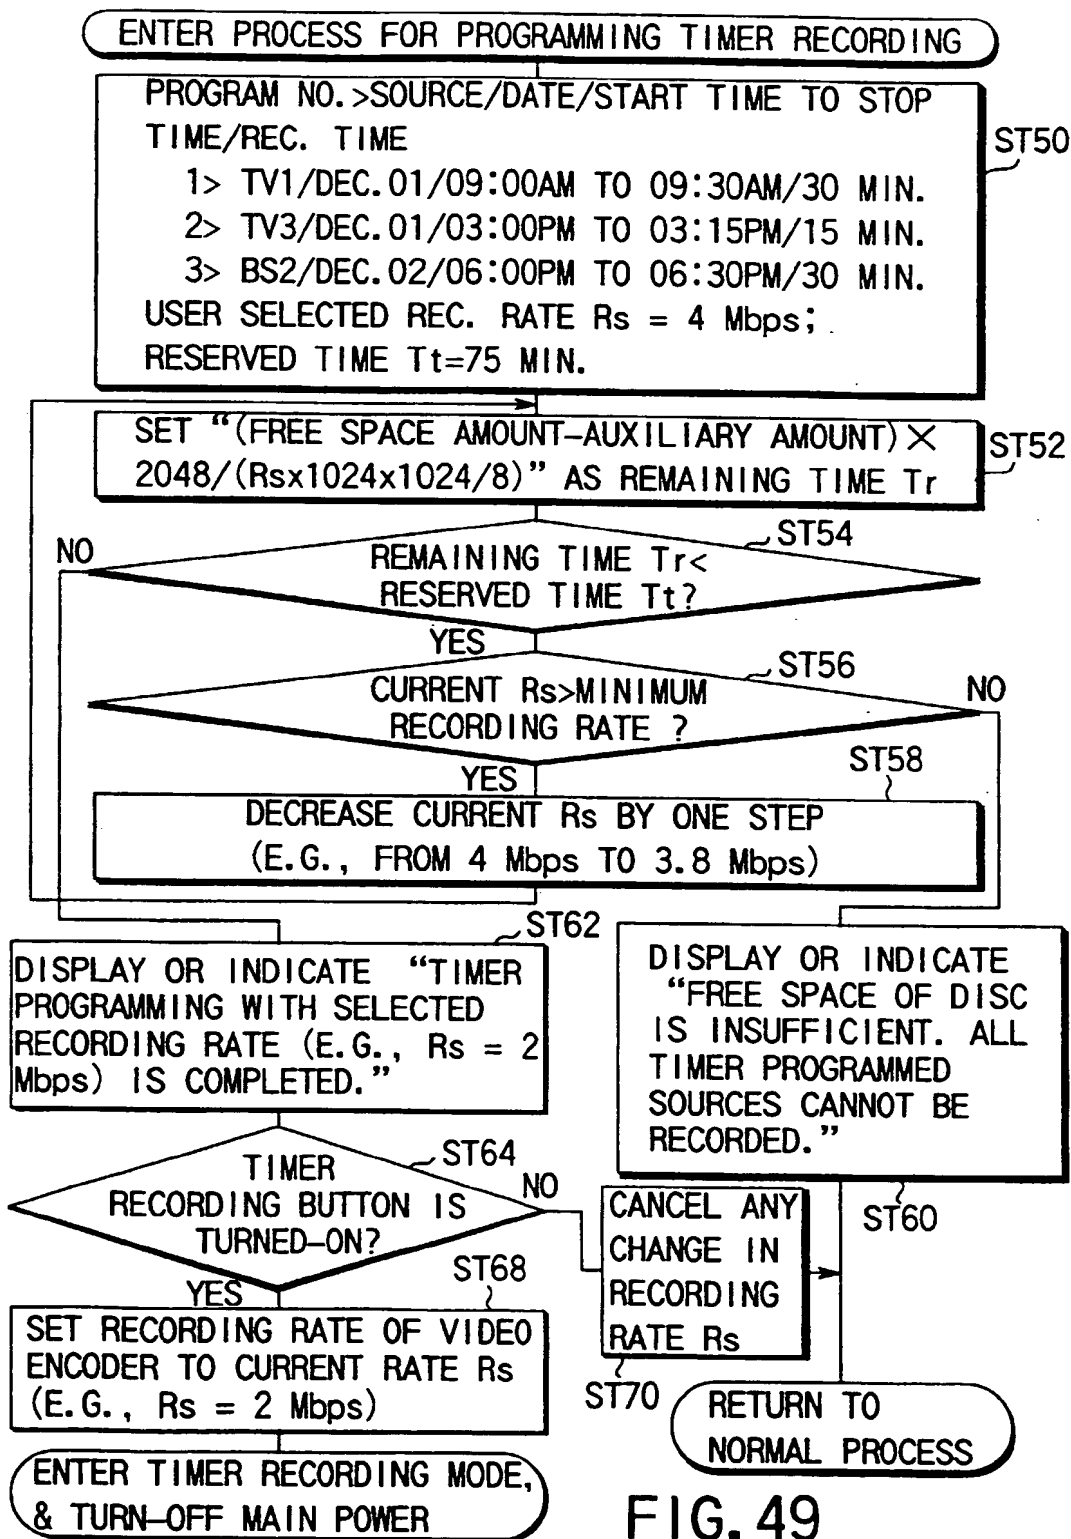 ENTER PROCESS FOR PROGRAMMING TIMER RECORDING
PROGRAM NO.>SOURCE/DATE/START TIME TO STOP
TIME/REC. TIME
1> TV1/DEC.01/09:00AM TO 09:30AM/30 MIN.
2> TV3/DEC.01/03:00PM TO 03:15PM/15 MIN.
3> BS2/DEC.02/06:00PM TO 06:30PM/30 MIN.
USER SELECTED REC. RATE Rs = 4 Mbps;
RESERVED TIME Tt=75 MIN.
ST50
SET “(FREE SPACE AMOUNT–AUXILIARY AMOUNT)×
2048/(Rsx1024x1024/8)” AS REMAINING TIME Tr
ST52
ST54
NO
REMAINING TIME Tr<
RESERVED TIME Tt?
YES
ST56
CURRENT Rs>MINIMUM
RECORDING RATE ?
NO
YES
ST58
DECREASE CURRENT Rs BY ONE STEP
(E.G., FROM 4 Mbps TO 3.8 Mbps)
ST62
DISPLAY OR INDICATE “TIMER
PROGRAMMING WITH SELECTED
RECORDING RATE (E.G., Rs = 2
Mbps) IS COMPLETED.”
DISPLAY OR INDICATE
“FREE SPACE OF DISC
IS INSUFFICIENT. ALL
TIMER PROGRAMMED
SOURCES CANNOT BE
RECORDED.”
ST60
ST64
TIMER
RECORDING BUTTON IS
TURNED–ON?
NO
YES
CANCEL ANY
CHANGE IN
RECORDING
RATE Rs
ST70
ST68
SET RECORDING RATE OF VIDEO
ENCODER TO CURRENT RATE Rs
(E.G., Rs = 2 Mbps)
RETURN TO
NORMAL PROCESS
ENTER TIMER RECORDING MODE,
& TURN–OFF MAIN POWER
FIG. 49